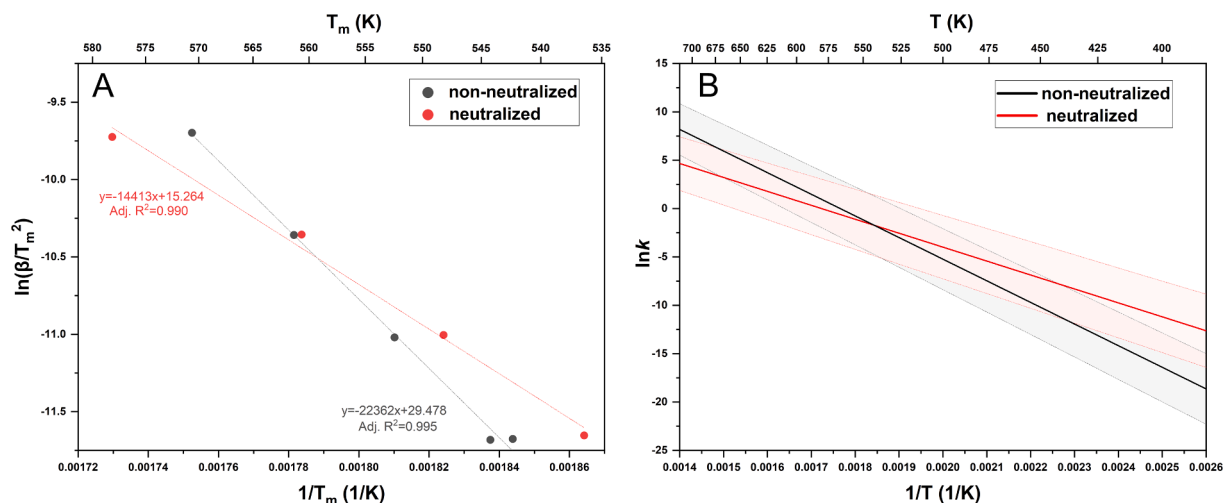 Tm (K)
580 575 570 565 560 555 550 545 540 535
A
non-neutralized
neutralized
-9.5
-10.0
-10.5
-11.0
-11.5
ln(β/Tm²)
y=-14413x+15.264
Adj. R²=0.990
y=-22362x+29.478
Adj. R²=0.995
0.00172 0.00174 0.00176 0.00178 0.00180 0.00182 0.00184 0.00186
1/Tm (1/K)
T (K)
700 675 650 625 600 575 550 525 500 475 450 425 400
B
non-neutralized
neutralized
15
10
5
0
-5
-10
-15
-20
-25
lnk
0.0014 0.0015 0.0016 0.0017 0.0018 0.0019 0.0020 0.0021 0.0022 0.0023 0.0024 0.0025 0.0026
1/T (1/K)